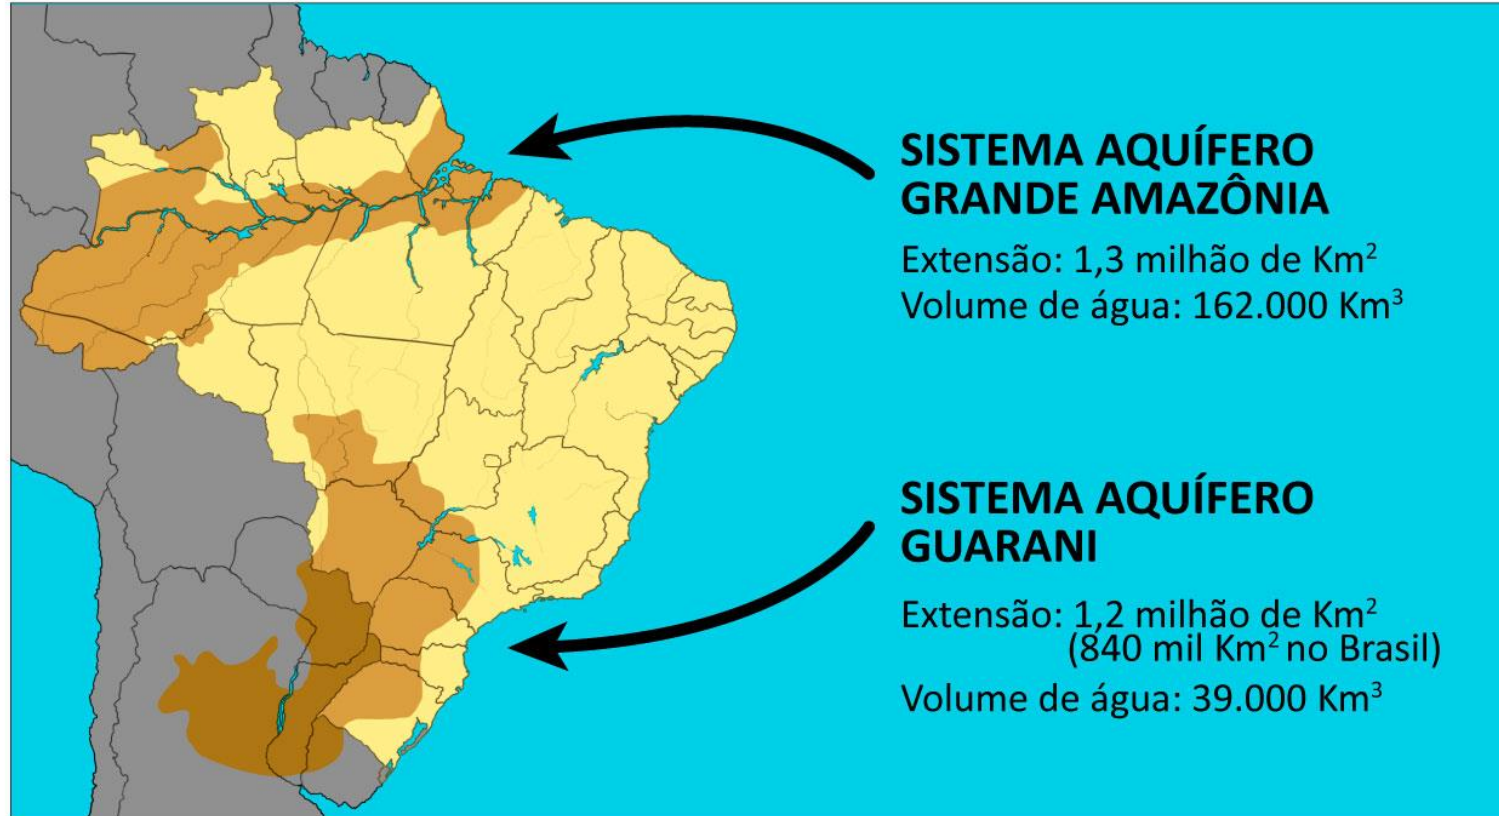 SISTEMA AQUÍFERO
GRANDE AMAZÔNIA
Extensão: 1,3 milhão de Km²
Volume de água: 162.000 Km³
SISTEMA AQUÍFERO
GUARANI
Extensão: 1,2 milhão de Km²
(840 mil Km² no Brasil)
Volume de água: 39.000 Km³